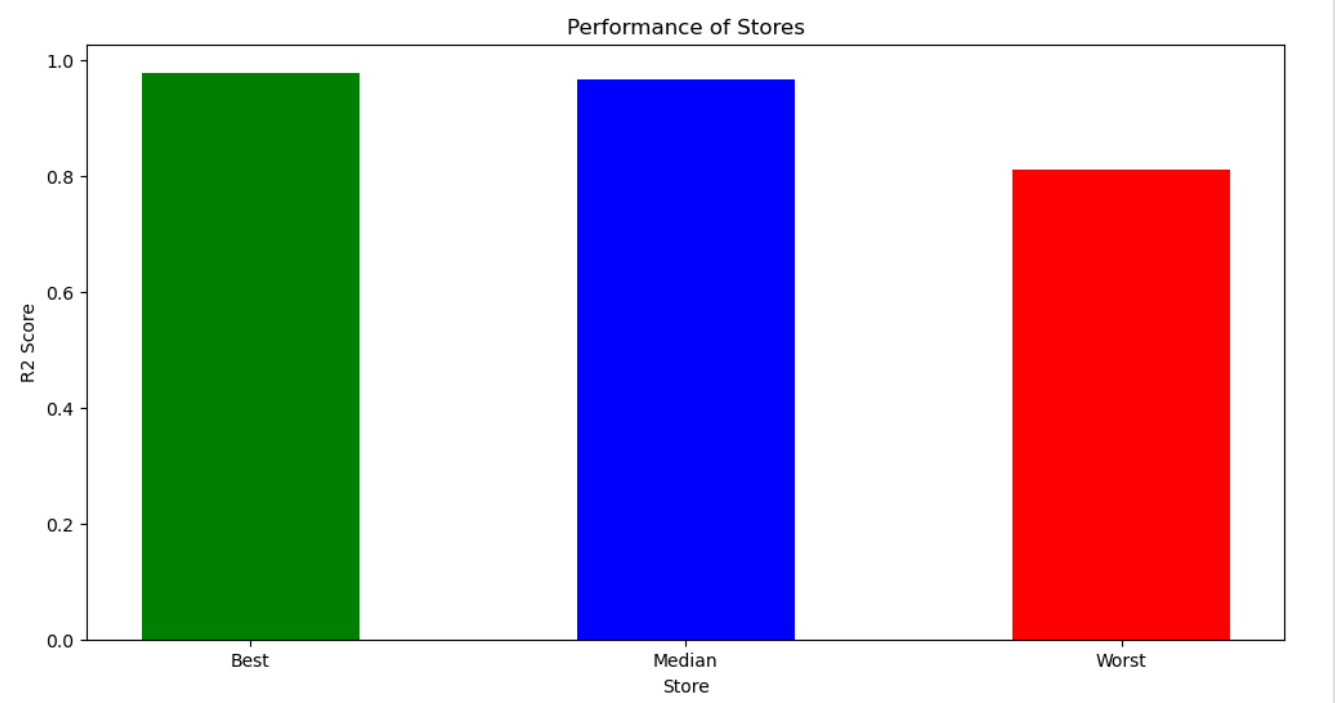 Performance of Stores
1.0
0.8
0.6
0.4
0.2
0.0
R2 Score
Best
Median
Worst
Store